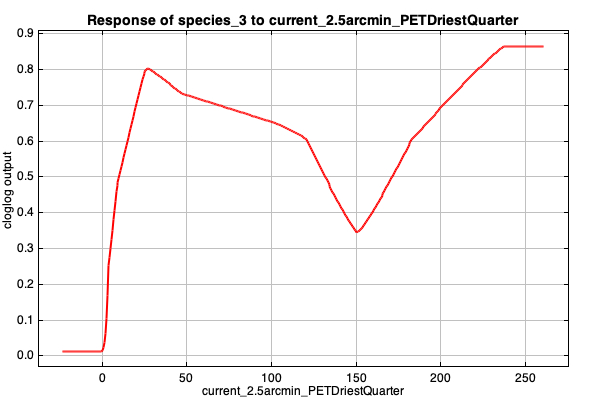 Response of species_3 to current_2.5arcmin_PETDriestQuarter
0.9
0.8
0.7
0.6
0.5
0.4
0.3
0.2
0.1
0.0
cloglog output
0 50 100 150 200 250
current_2.5arcmin_PETDriestQuarter